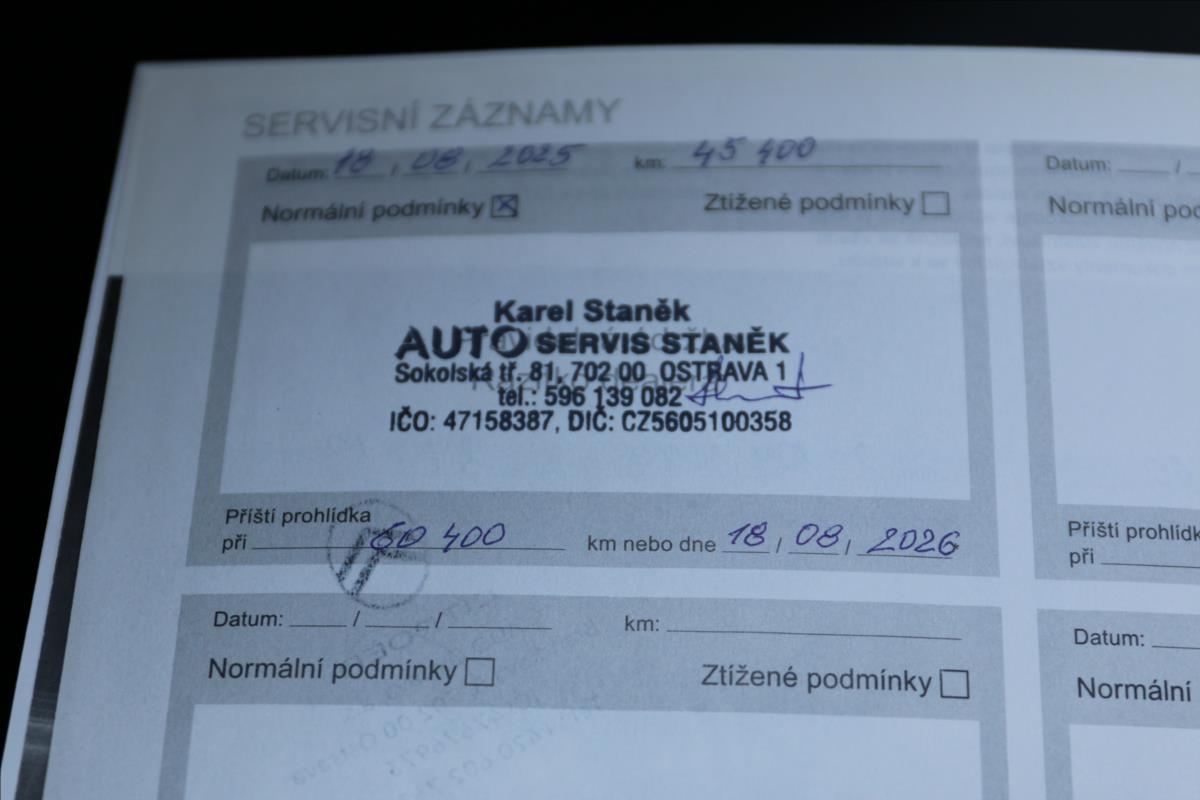 SERVISNÍ ZÁZNAMY
Datum: 18 / 08 / 2025 km: 45 400
Normální podmínky ☒ Ztížené podmínky ☐
Karel Staněk
AUTO SERVIS STANĚK
Sokolská tř. 81, 702 00 OSTRAVA 1
tel.: 596 139 082
IČO: 47158387, DIČ: CZ5605100358
Příští prohlídka
při 60 400 km nebo dne 18 / 08 / 2026
Datum: / / km:
Normální podmínky ☐ Ztížené podmínky ☐
Datum: /
Normální
Příští
při
Datum:
Normální